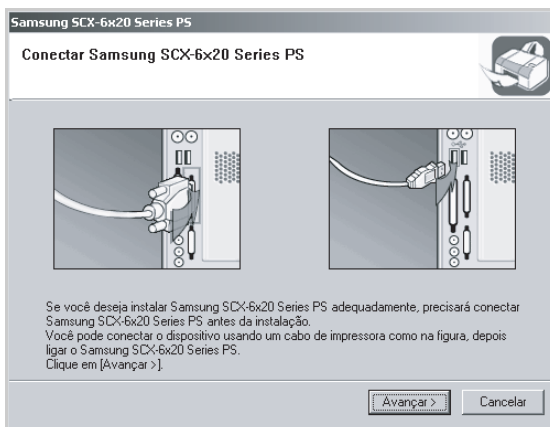 Samsung SCX-6x20 Series PS
Conectar Samsung SCX-6x20 Series PS
Se você deseja instalar Samsung SCX-6x20 Series PS adequadamente, precisará conectar
Samsung SCX-6x20 Series PS antes da instalação.
Você pode conectar o dispositivo usando um cabo de impressora como na figura, depois
ligar o Samsung SCX-6x20 Series PS.
Clique em [Avançar >].
Avançar >
Cancelar